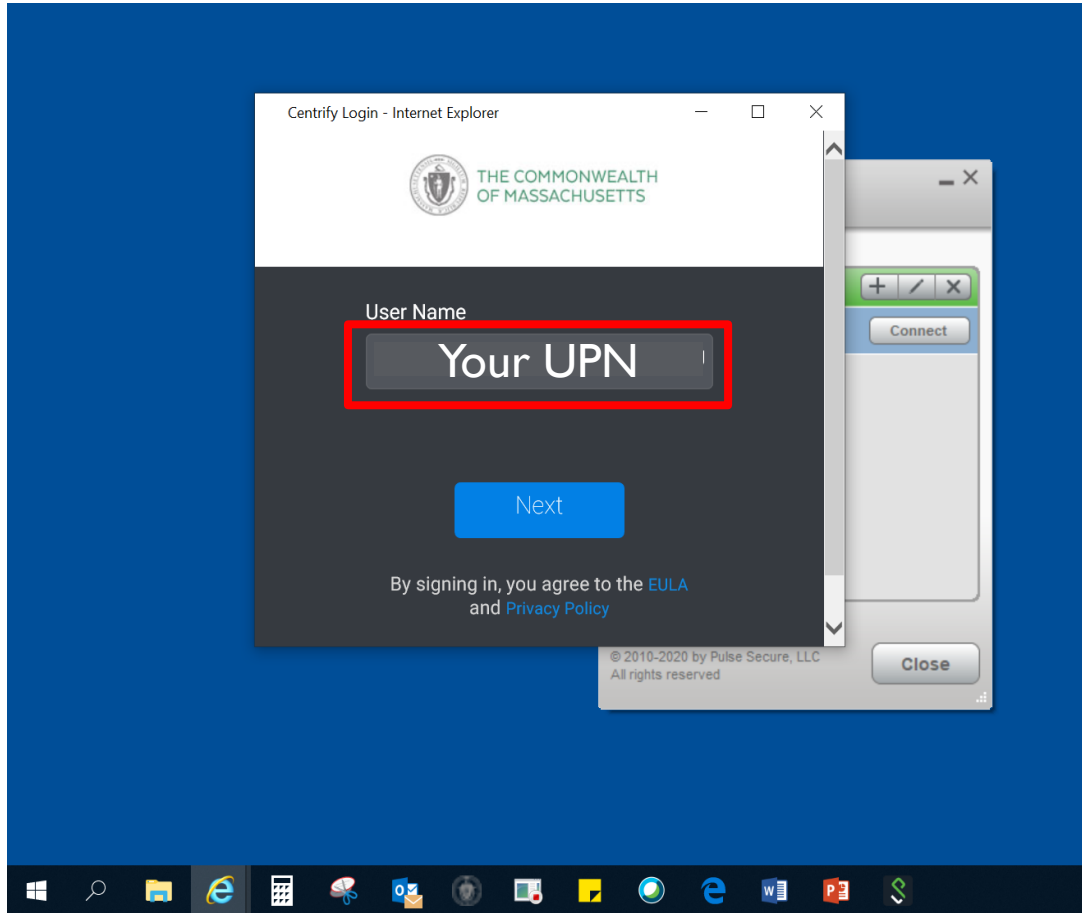 Centrify Login - Internet Explorer
THE COMMONWEALTH
OF MASSACHUSETTS
User Name
Your UPN
Next
By signing in, you agree to the EULA
and Privacy Policy
Connect
© 2010-2020 by Pulse Secure, LLC
All rights reserved
Close